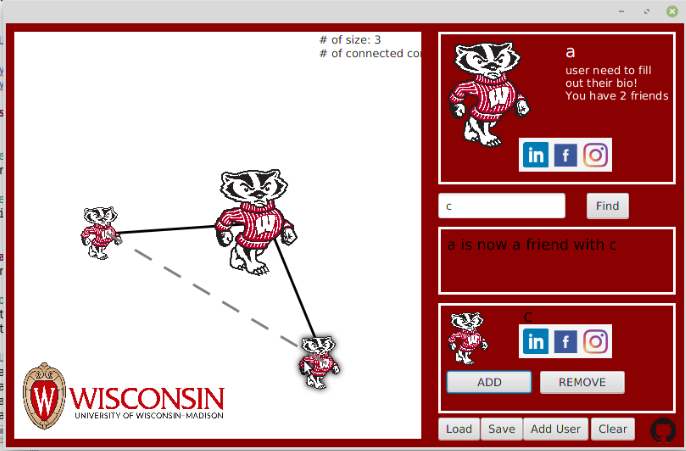 # of size: 3
# of connected co
a
user need to fill
out their bio!
You have 2 friends
in f
c
Find
a is now a friend with c
c
in f
ADD
REMOVE
W
WISCONSIN
UNIVERSITY OF WISCONSIN-MADISON
Load
Save
Add User
Clear